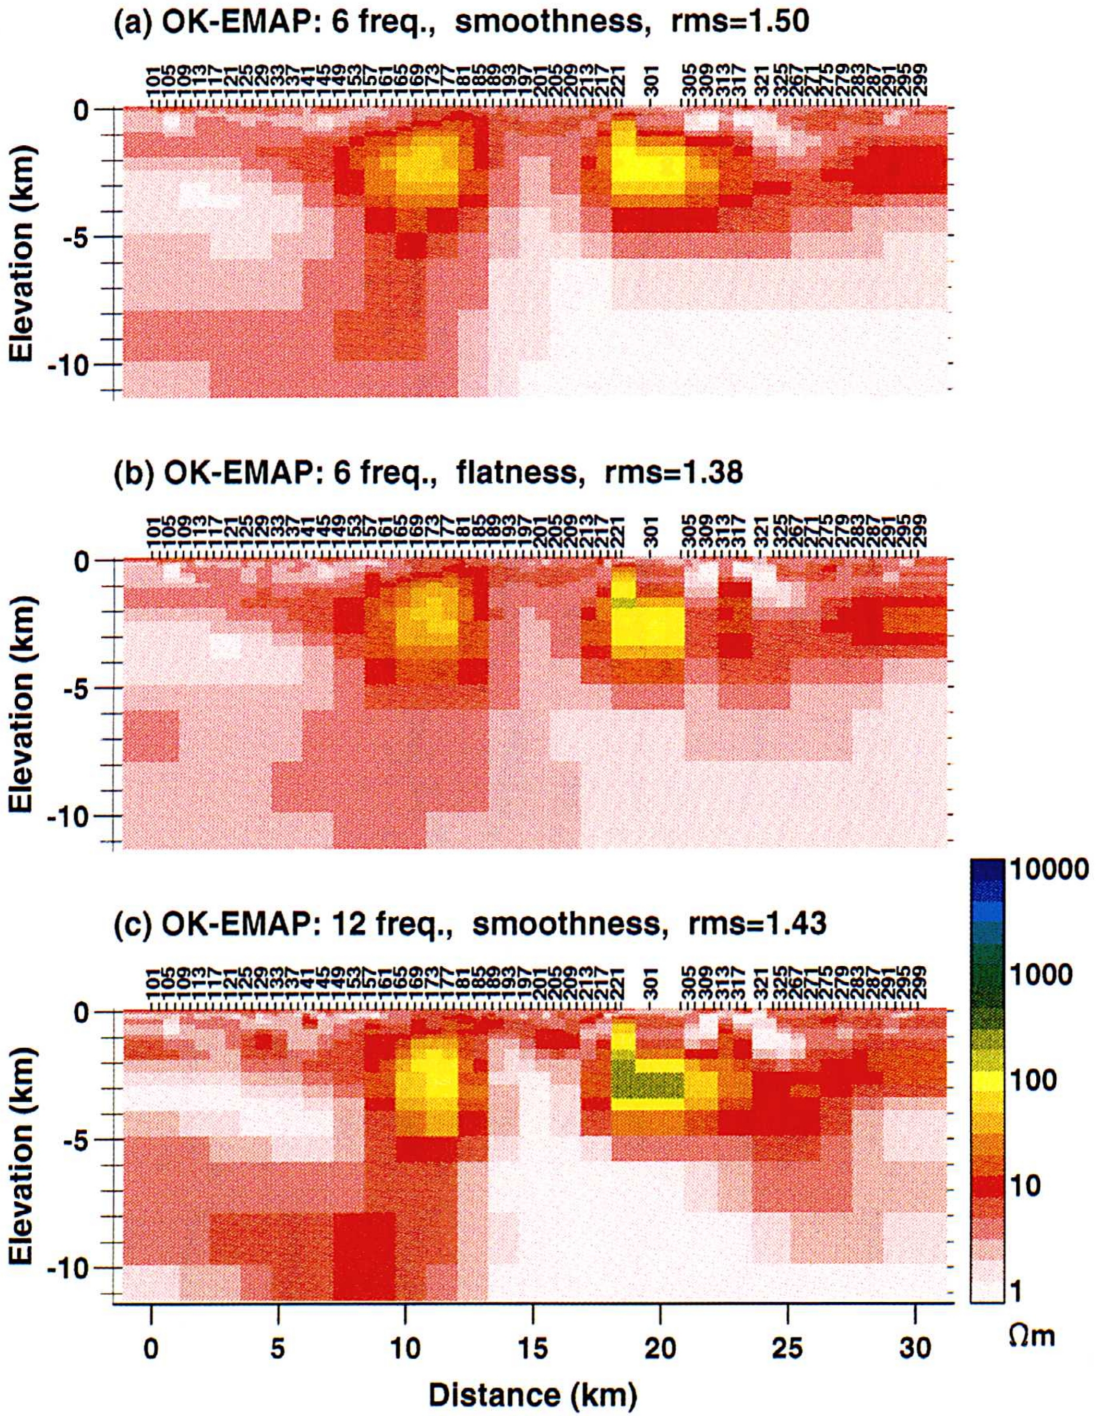 (a) OK-EMAP: 6 freq., smoothness, rms=1.50
101 105 109 113 117 121 125 129 133 137 141 145 149 153 157 161 165 169 173 177 181 185 189 193 197 201 205 209 213 217 221 301 305 309 313 317 321 325 267 271 275 279 283 287 291 295 299
0
-5
-10
Elevation (km)
(b) OK-EMAP: 6 freq., flatness, rms=1.38
101 105 109 113 117 121 125 129 133 137 141 145 149 153 157 161 165 169 173 177 181 185 189 193 197 201 205 209 213 217 221 301 305 309 313 317 321 325 267 271 275 279 283 287 291 295 299
0
-5
-10
Elevation (km)
(c) OK-EMAP: 12 freq., smoothness, rms=1.43
101 105 109 113 117 121 125 129 133 137 141 145 149 153 157 161 165 169 173 177 181 185 189 193 197 201 205 209 213 217 221 301 305 309 313 317 321 325 267 271 275 279 283 287 291 295 299
0
-5
-10
Elevation (km)
0 5 10 15 20 25 30
Distance (km)
10000
1000
100
10
1
Ωm